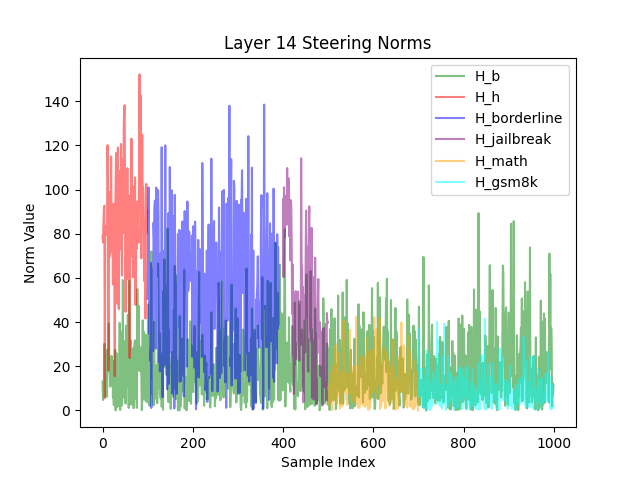 Layer 14 Steering Norms
H_b
H_h
H_borderline
H_jailbreak
H_math
H_gsm8k
Norm Value
140
120
100
80
60
40
20
0
0
200
400
600
800
1000
Sample Index